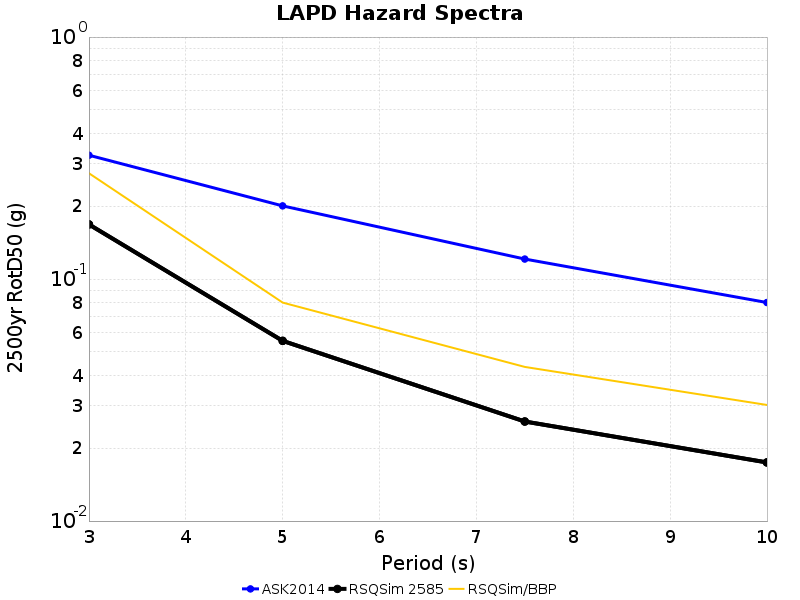 LAPD Hazard Spectra
10^0
8
6
4
3
2
10^-1
8
6
4
3
2
10^-2
2500yr RotD50 (g)
3 4 5 6 7 8 9 10
Period (s)
ASK2014 RSQSim 2585 RSQSim/BBP